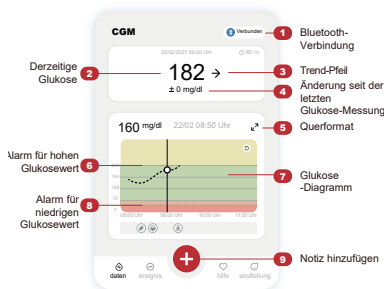 CGM
Verbunden
1
Bluetooth-
Verbindung
22/02/2021 09:20 Uhr
Derzeitige
Glukose
2
182
3
Trend-Pfeil
± 0 mg/dl
4
Änderung seit der
letzten
Glukose-Messung
160 mg/dl
22/02 08:50 Uhr
5
Querformat
Alarm für hohen
Glukosewert
6
7
Glukose
-Diagramm
Alarm für
niedrigen
Glukosewert
8
08:00 Uhr
09:00 Uhr
10:00 Uhr
11:00 Uhr
9
Notiz hinzufügen
daten
ereignis
hilfe
einstellung